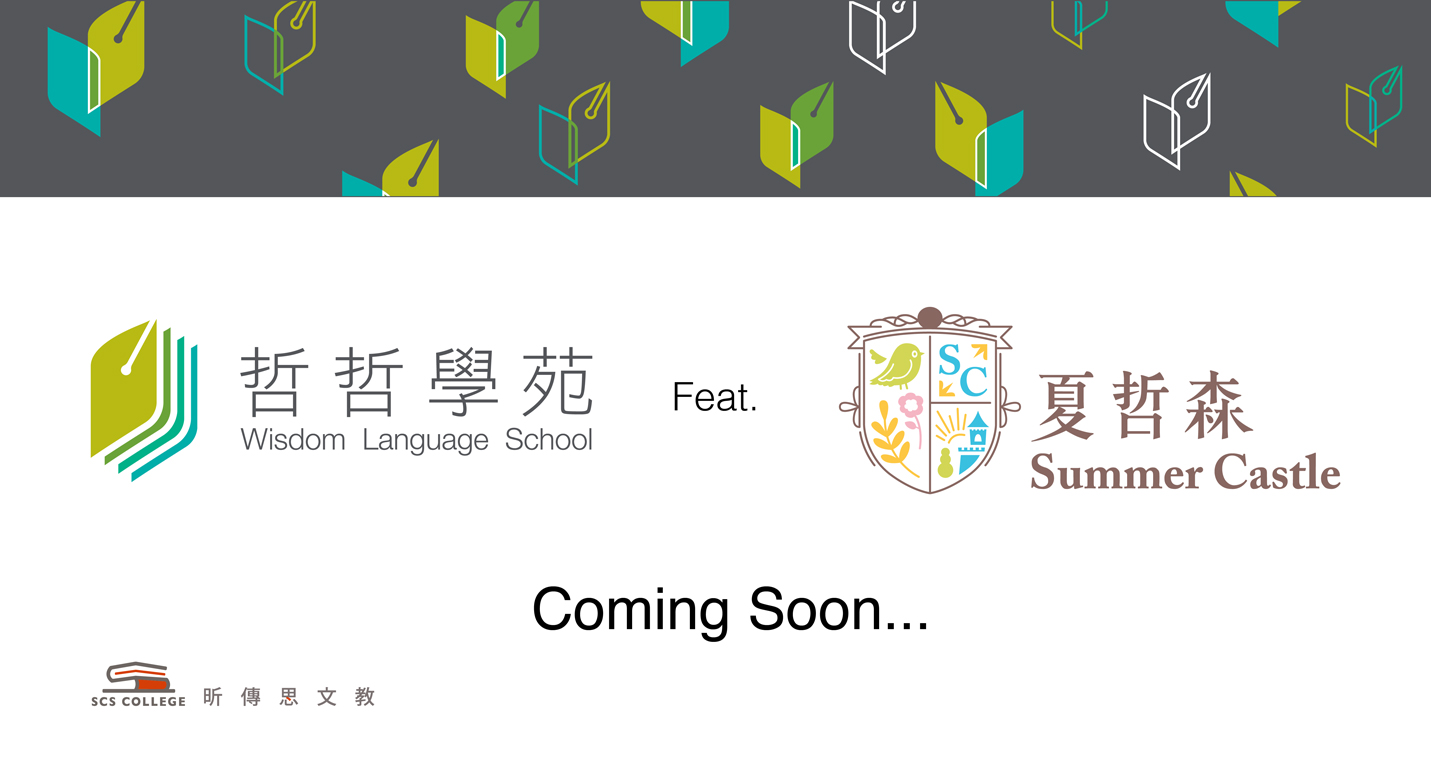 哲哲學苑
Wisdom Language School
Feat.
S
C
夏哲森
Summer Castle
Coming Soon...
SCS COLLEGE
昕傳思文教